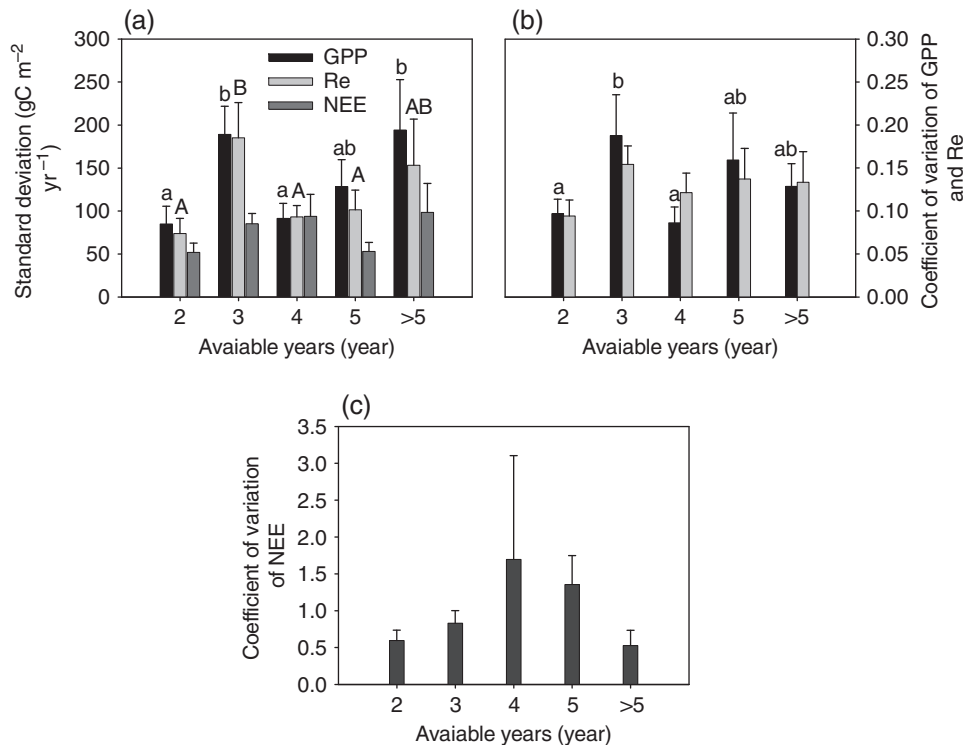 (a)
Standard deviation (gC m−2
yr−1)
300
250
200
150
100
50
0
GPP
Re
NEE
a
A
b
B
a
A
ab
A
b
AB
2
3
4
5
>5
Avaiable years (year)
(b)
a
b
a
ab
ab
0.30
0.25
0.20
0.15
0.10
0.05
0.00
Coefficient of variation of GPP
and Re
2
3
4
5
>5
Avaiable years (year)
(c)
Coefficient of variation
of NEE
3.5
3.0
2.5
2.0
1.5
1.0
0.5
0.0
2
3
4
5
>5
Avaiable years (year)